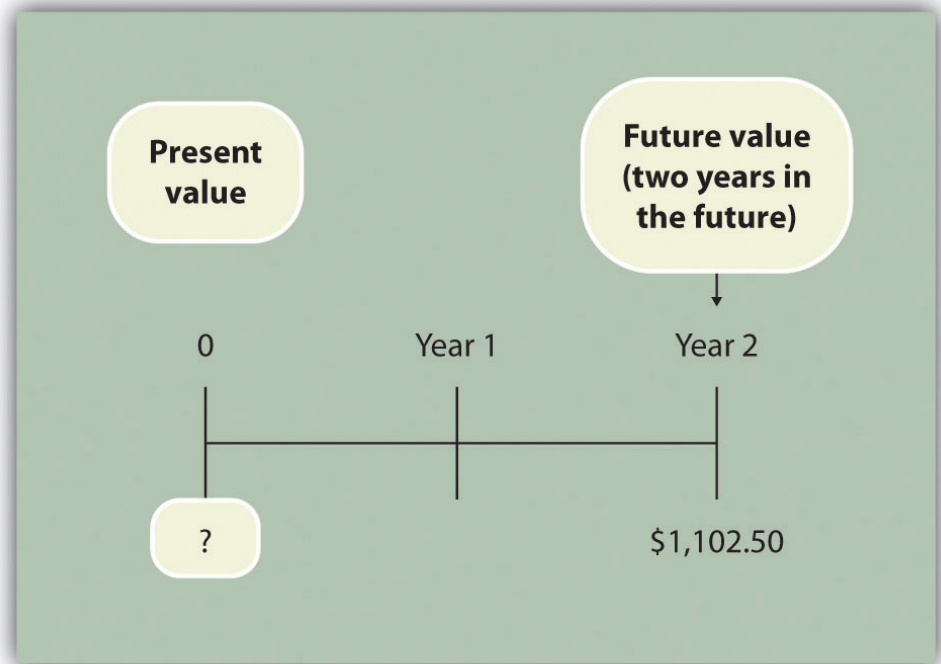 Present
value
Future value
(two years in
the future)
0
Year 1
Year 2
?
$1,102.50